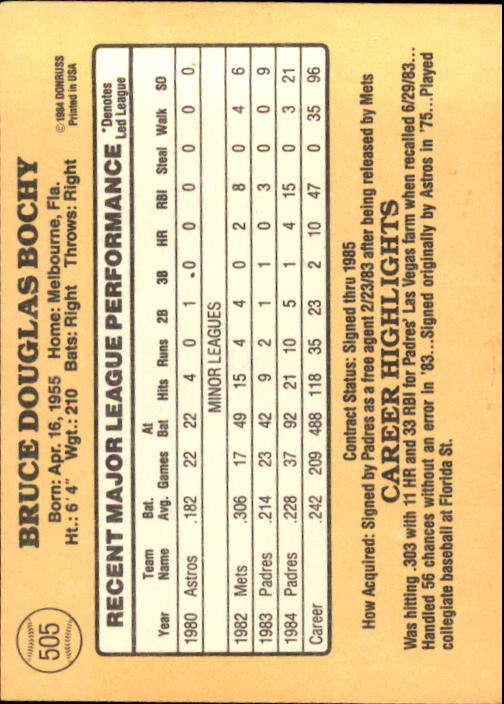 505
BRUCE DOUGLAS BOCHY
Born: Apr. 16, 1955 Home: Melbourne, Fla.
Ht.: 6' 4" Wgt.: 210 Bats: Right Throws: Right
© 1984 DONRUSS
Printed in USA
RECENT MAJOR LEAGUE PERFORMANCE *Denotes Led League
Year Team Name Bat. Avg. Games At Bat Hits Runs 2B 3B HR RBI Steal Walk SO
1980 Astros .182 22 22 4 0 1 0 0 0 0 0 0
MINOR LEAGUES
1982 Mets .306 17 49 15 4 4 0 2 8 0 4 6
1983 Padres .214 23 42 9 2 1 1 0 3 0 0 9
1984 Padres .228 37 92 21 10 5 1 4 15 0 3 21
Career .242 209 488 118 35 23 2 10 47 0 35 96
Contract Status: Signed thru 1985
How Acquired: Signed by Padres as a free agent 2/23/83 after being released by Mets
CAREER HIGHLIGHTS
Was hitting .303 with 11 HR and 33 RBI for Padres' Las Vegas farm when recalled 6/29/83...
Handled 56 chances without an error in '83...Signed originally by Astros in '75...Played
collegiate baseball at Florida St.